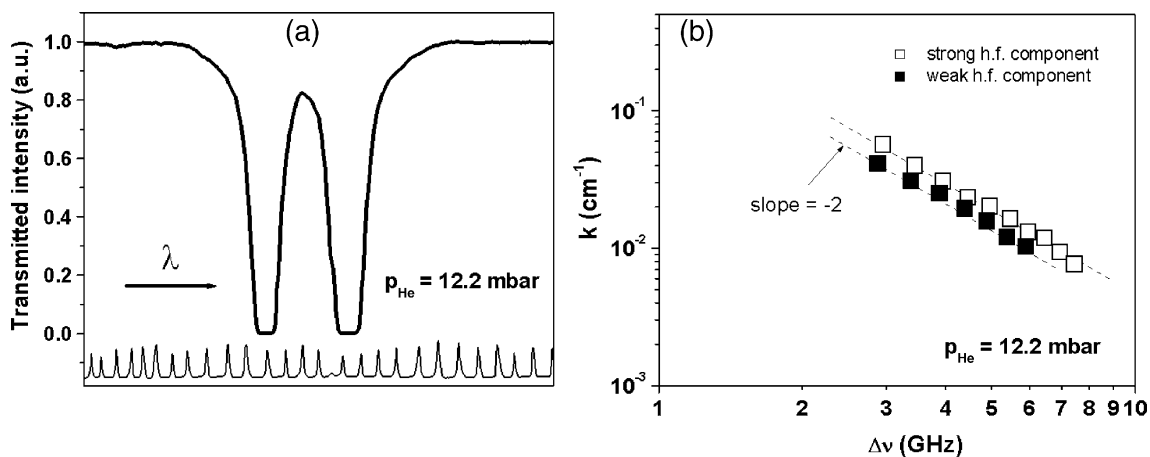 (a)
Transmitted intensity (a.u.)
1.0
0.8
0.6
0.4
0.2
0.0
λ
p_He = 12.2 mbar
(b)
k (cm⁻¹)
10⁰
10⁻¹
10⁻²
10⁻³
□ strong h.f. component
■ weak h.f. component
slope = -2
p_He = 12.2 mbar
1 2 3 4 5 6 7 8 9 10
Δν (GHz)